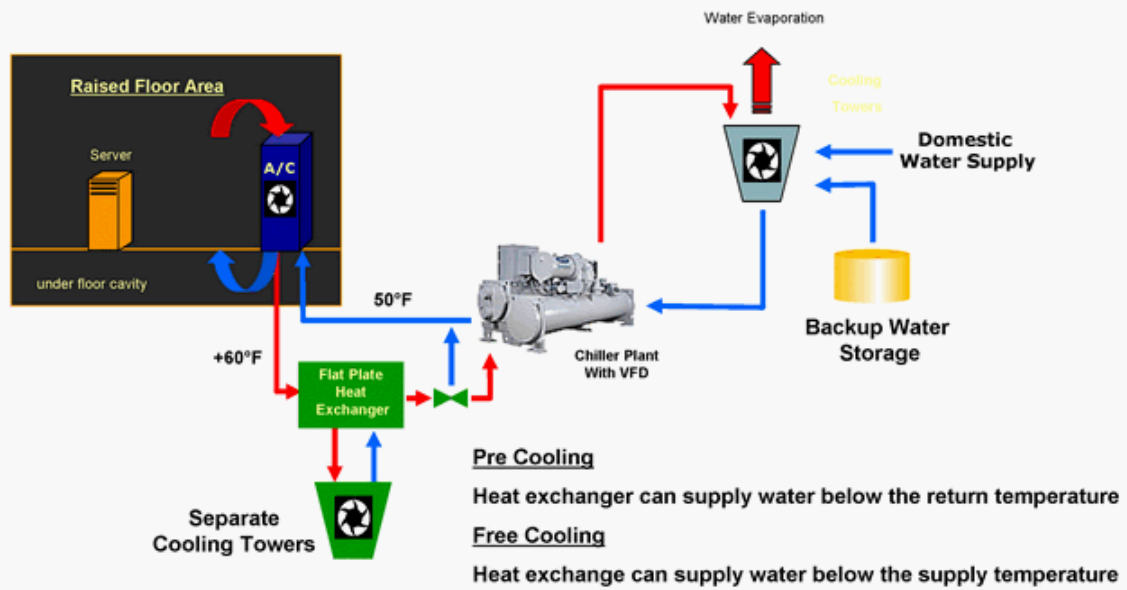 Water Evaporation
Raised Floor Area
Cooling
Towers
Server
A/C
Domestic
Water Supply
under floor cavity
50°F
+60°F
Chiller Plant
With VFD
Backup Water
Storage
Flat Plate
Heat
Exchanger
Separate
Cooling Towers
Pre Cooling
Heat exchanger can supply water below the return temperature
Free Cooling
Heat exchange can supply water below the supply temperature